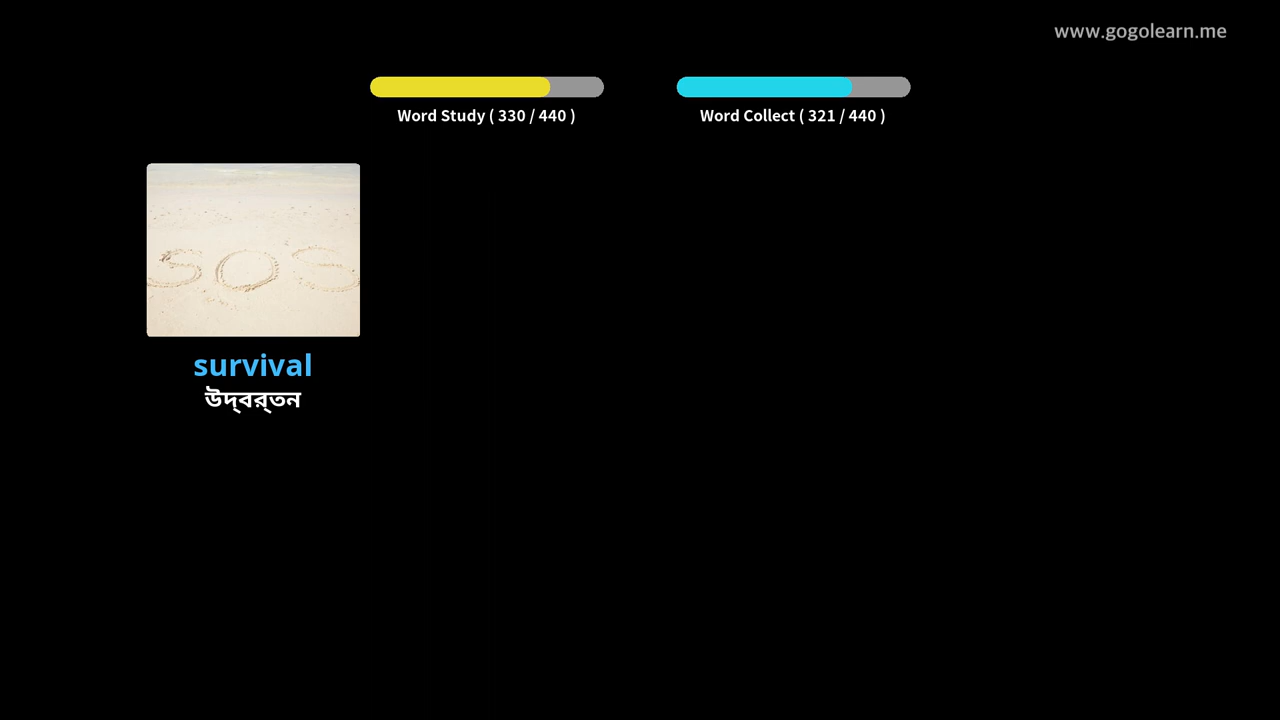 www.gogolearn.me
Word Study ( 330 / 440 )
Word Collect ( 321 / 440 )
SOS
survival
উদ্‌বর্তন